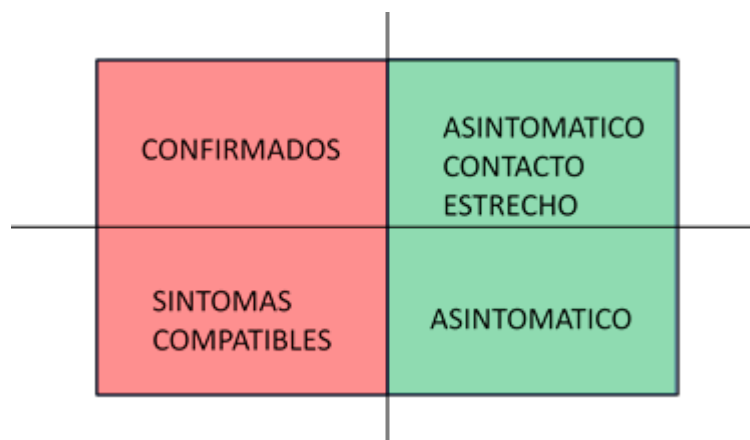 CONFIRMADOS
ASINTOMATICO
CONTACTO
ESTRECHO
SINTOMAS
COMPATIBLES
ASINTOMATICO